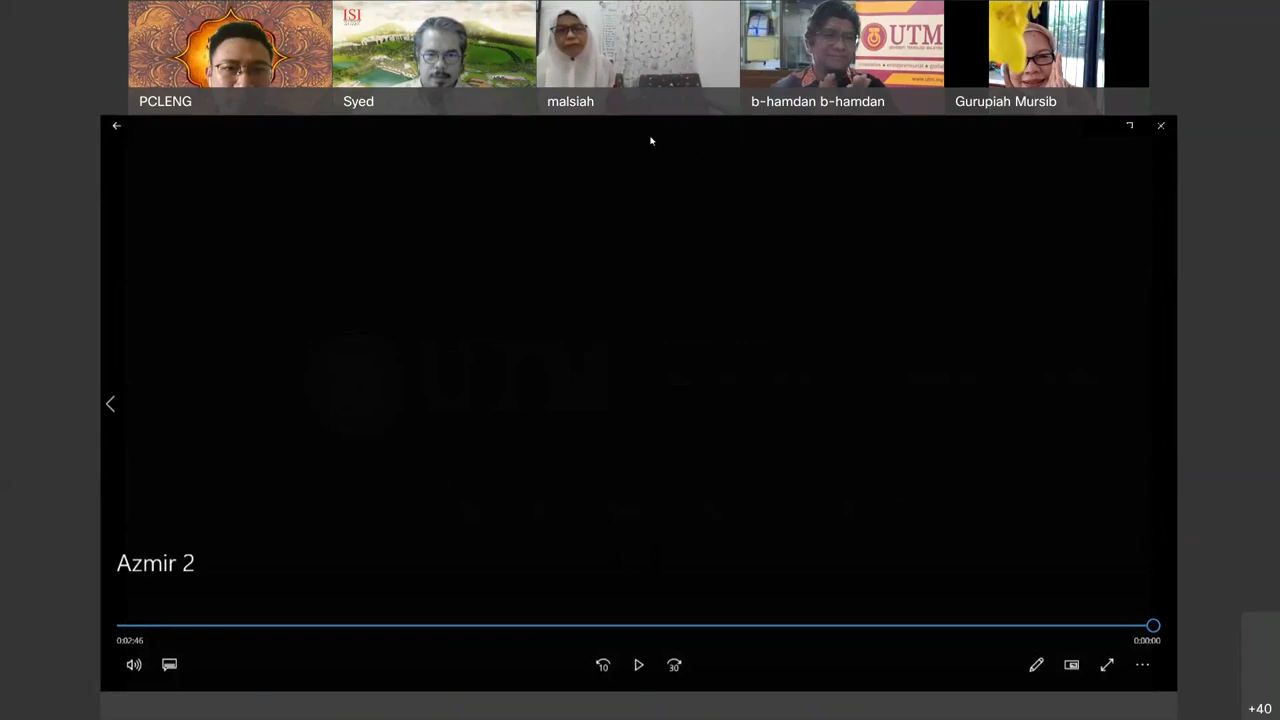 ISI
UTM
PCLENG
Syed
malsiah
b-hamdan b-hamdan
Gurupiah Mursib
Azmir 2
0:02:46
0:00:00
10
30
+40